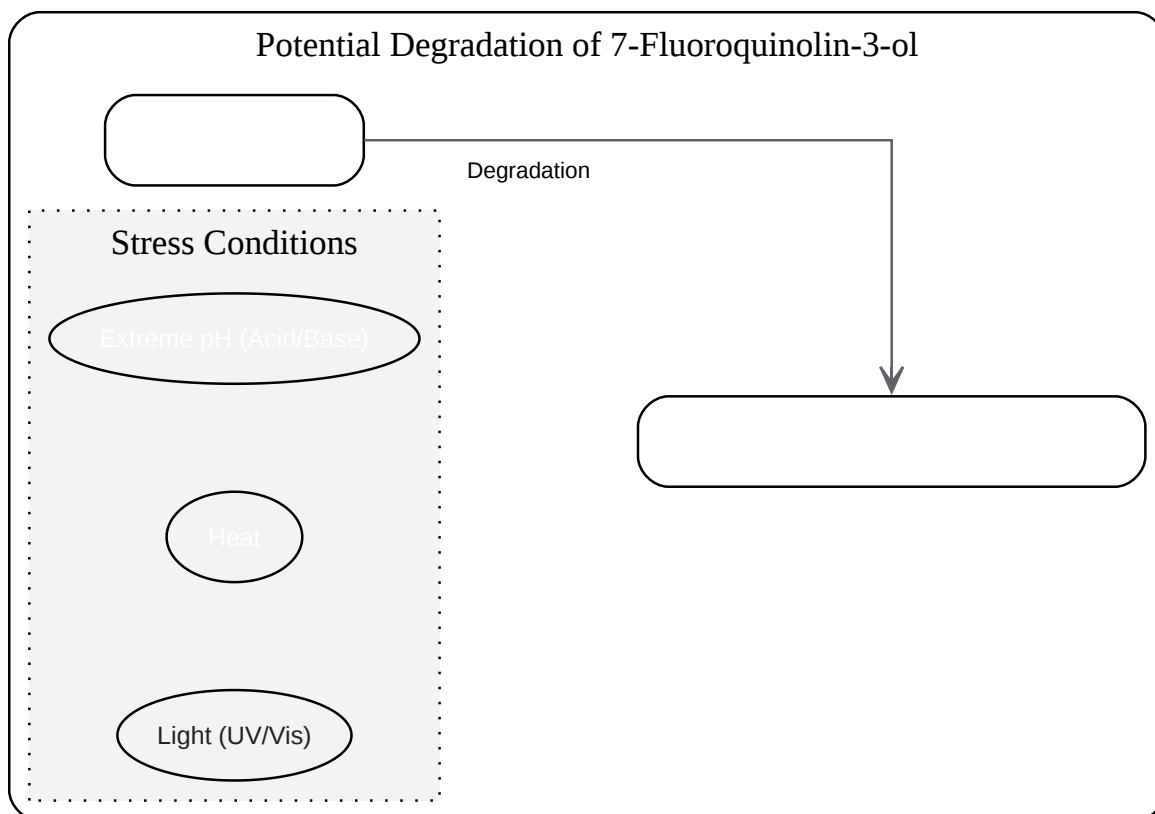 Potential Degradation of 7-Fluoroquinolin-3-ol
Degradation
Stress Conditions
Extreme pH (Acid/Base)
Heat
Light (UV/Vis)